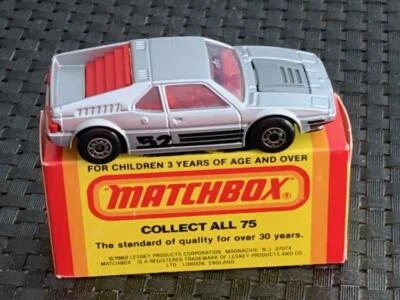 52
FOR CHILDREN 3 YEARS OF AGE AND OVER
MATCHBOX
COLLECT ALL 75
The standard of quality for over 30 years.
©1982 LESNEY PRODUCTS CORPORATION MOONACHIE N.J. 07074
"MATCHBOX" IS A REGISTERED TRADEMARK OF LESNEY PRODUCTS AND CO.
LTD., LONDON, ENGLAND.